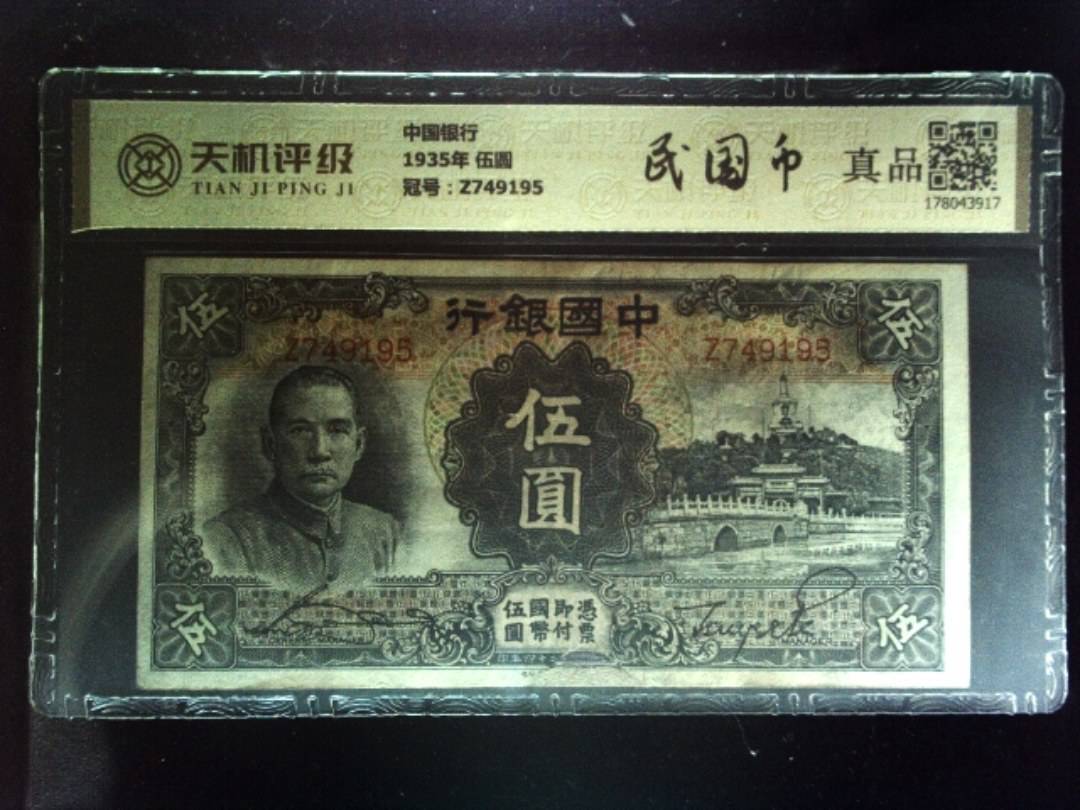 天机评级
TIAN JI PING JI
中国银行
1935年 伍圆
冠号：Z749195
民国币
真品
178043917
行銀國中
伍
伍
Z749195
Z749195
伍圓
憑票
即付
國幣
伍圓
伍
伍